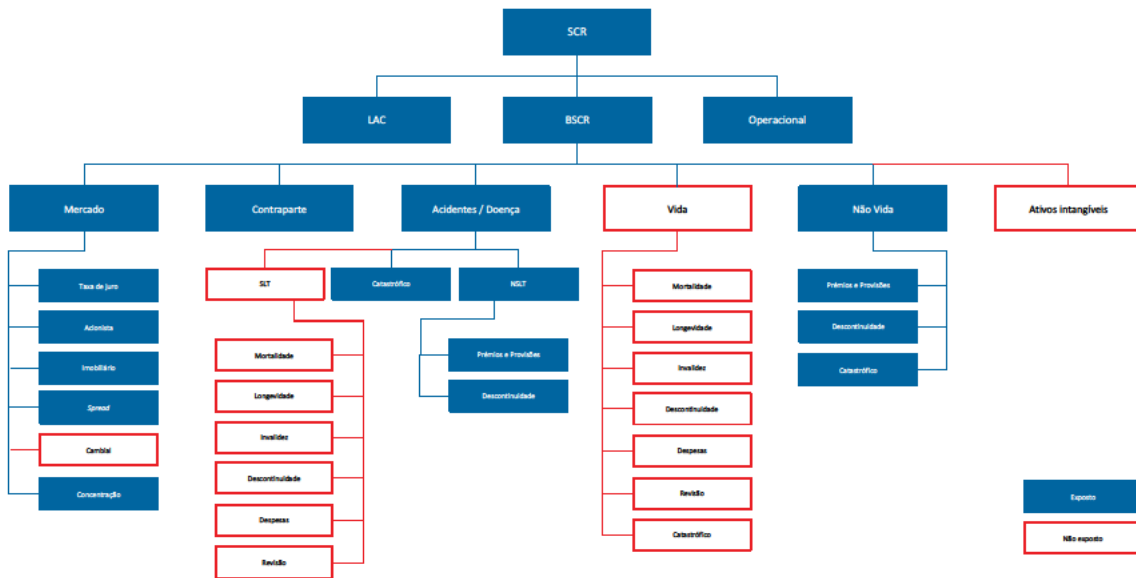 SCR
LAC
BSCR
Operacional
Mercado
Contraparte
Acidentes / Doença
Vida
Não Vida
Ativos intangíveis
Taxa de juro
Acionista
Imobiliário
Spread
Cambial
Concentração
SLT
Catastrófico
NSLT
Mortalidade
Longevidade
Invalidez
Descontinuidade
Despesas
Revisão
Prémios e Provisões
Descontinuidade
Mortalidade
Longevidade
Invalidez
Descontinuidade
Despesas
Revisão
Catastrófico
Prémios e Provisões
Descontinuidade
Catastrófico
Exposto
Não exposto